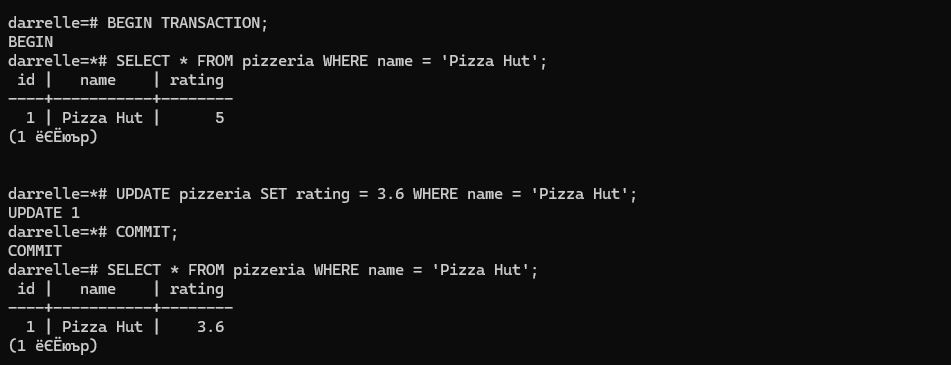 darrelle=# BEGIN TRANSACTION;
BEGIN
darrelle=*# SELECT * FROM pizzeria WHERE name = 'Pizza Hut';
 id |   name    | rating
----+-----------+--------
  1 | Pizza Hut |      5
(1 ё€Ёюър)
darrelle=*# UPDATE pizzeria SET rating = 3.6 WHERE name = 'Pizza Hut';
UPDATE 1
darrelle=*# COMMIT;
COMMIT
darrelle=# SELECT * FROM pizzeria WHERE name = 'Pizza Hut';
 id |   name    | rating
----+-----------+--------
  1 | Pizza Hut |    3.6
(1 ё€Ёюър)